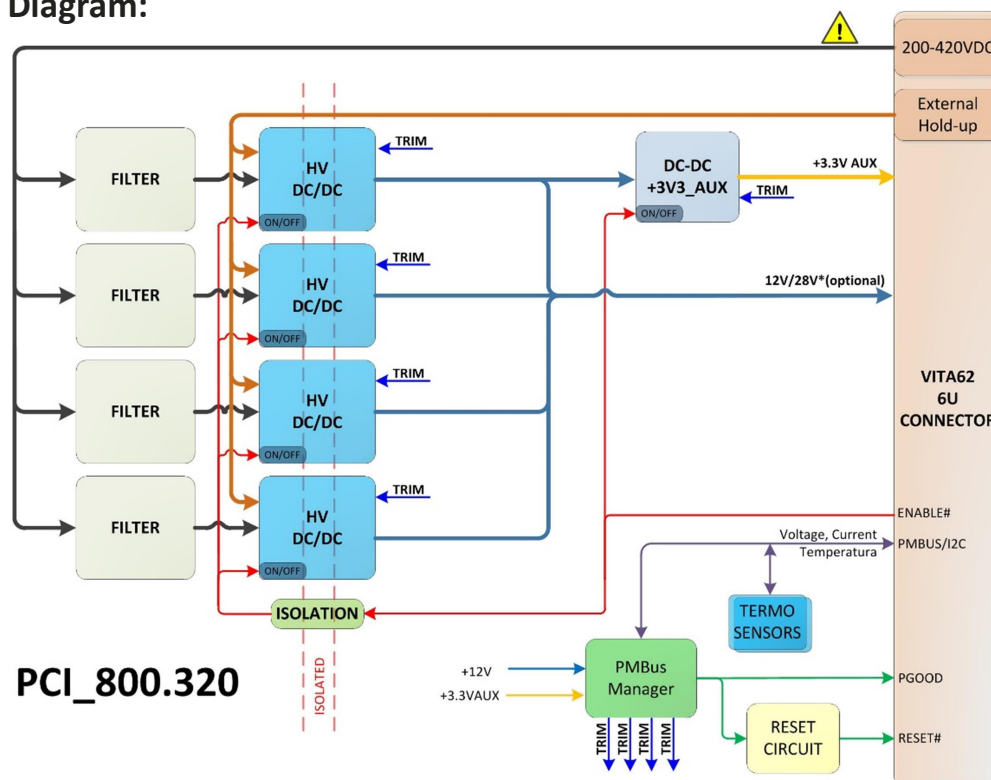 Diagram:
200-420VDC
External
Hold-up
FILTER
HV
DC/DC
ON/OFF
TRIM
DC-DC
+3V3_AUX
ON/OFF
TRIM
+3.3V AUX
FILTER
HV
DC/DC
ON/OFF
TRIM
12V/28V*(optional)
FILTER
HV
DC/DC
ON/OFF
TRIM
VITA62
6U
CONNECTOR
FILTER
HV
DC/DC
ON/OFF
TRIM
ENABLE#
Voltage, Current
Temperatura
PMBUS/I2C
ISOLATION
TERMO
SENSORS
ISOLATED
PCI_800.320
+12V
+3.3VAUX
PMBus
Manager
PGOOD
TRIM
TRIM
TRIM
TRIM
RESET
CIRCUIT
RESET#